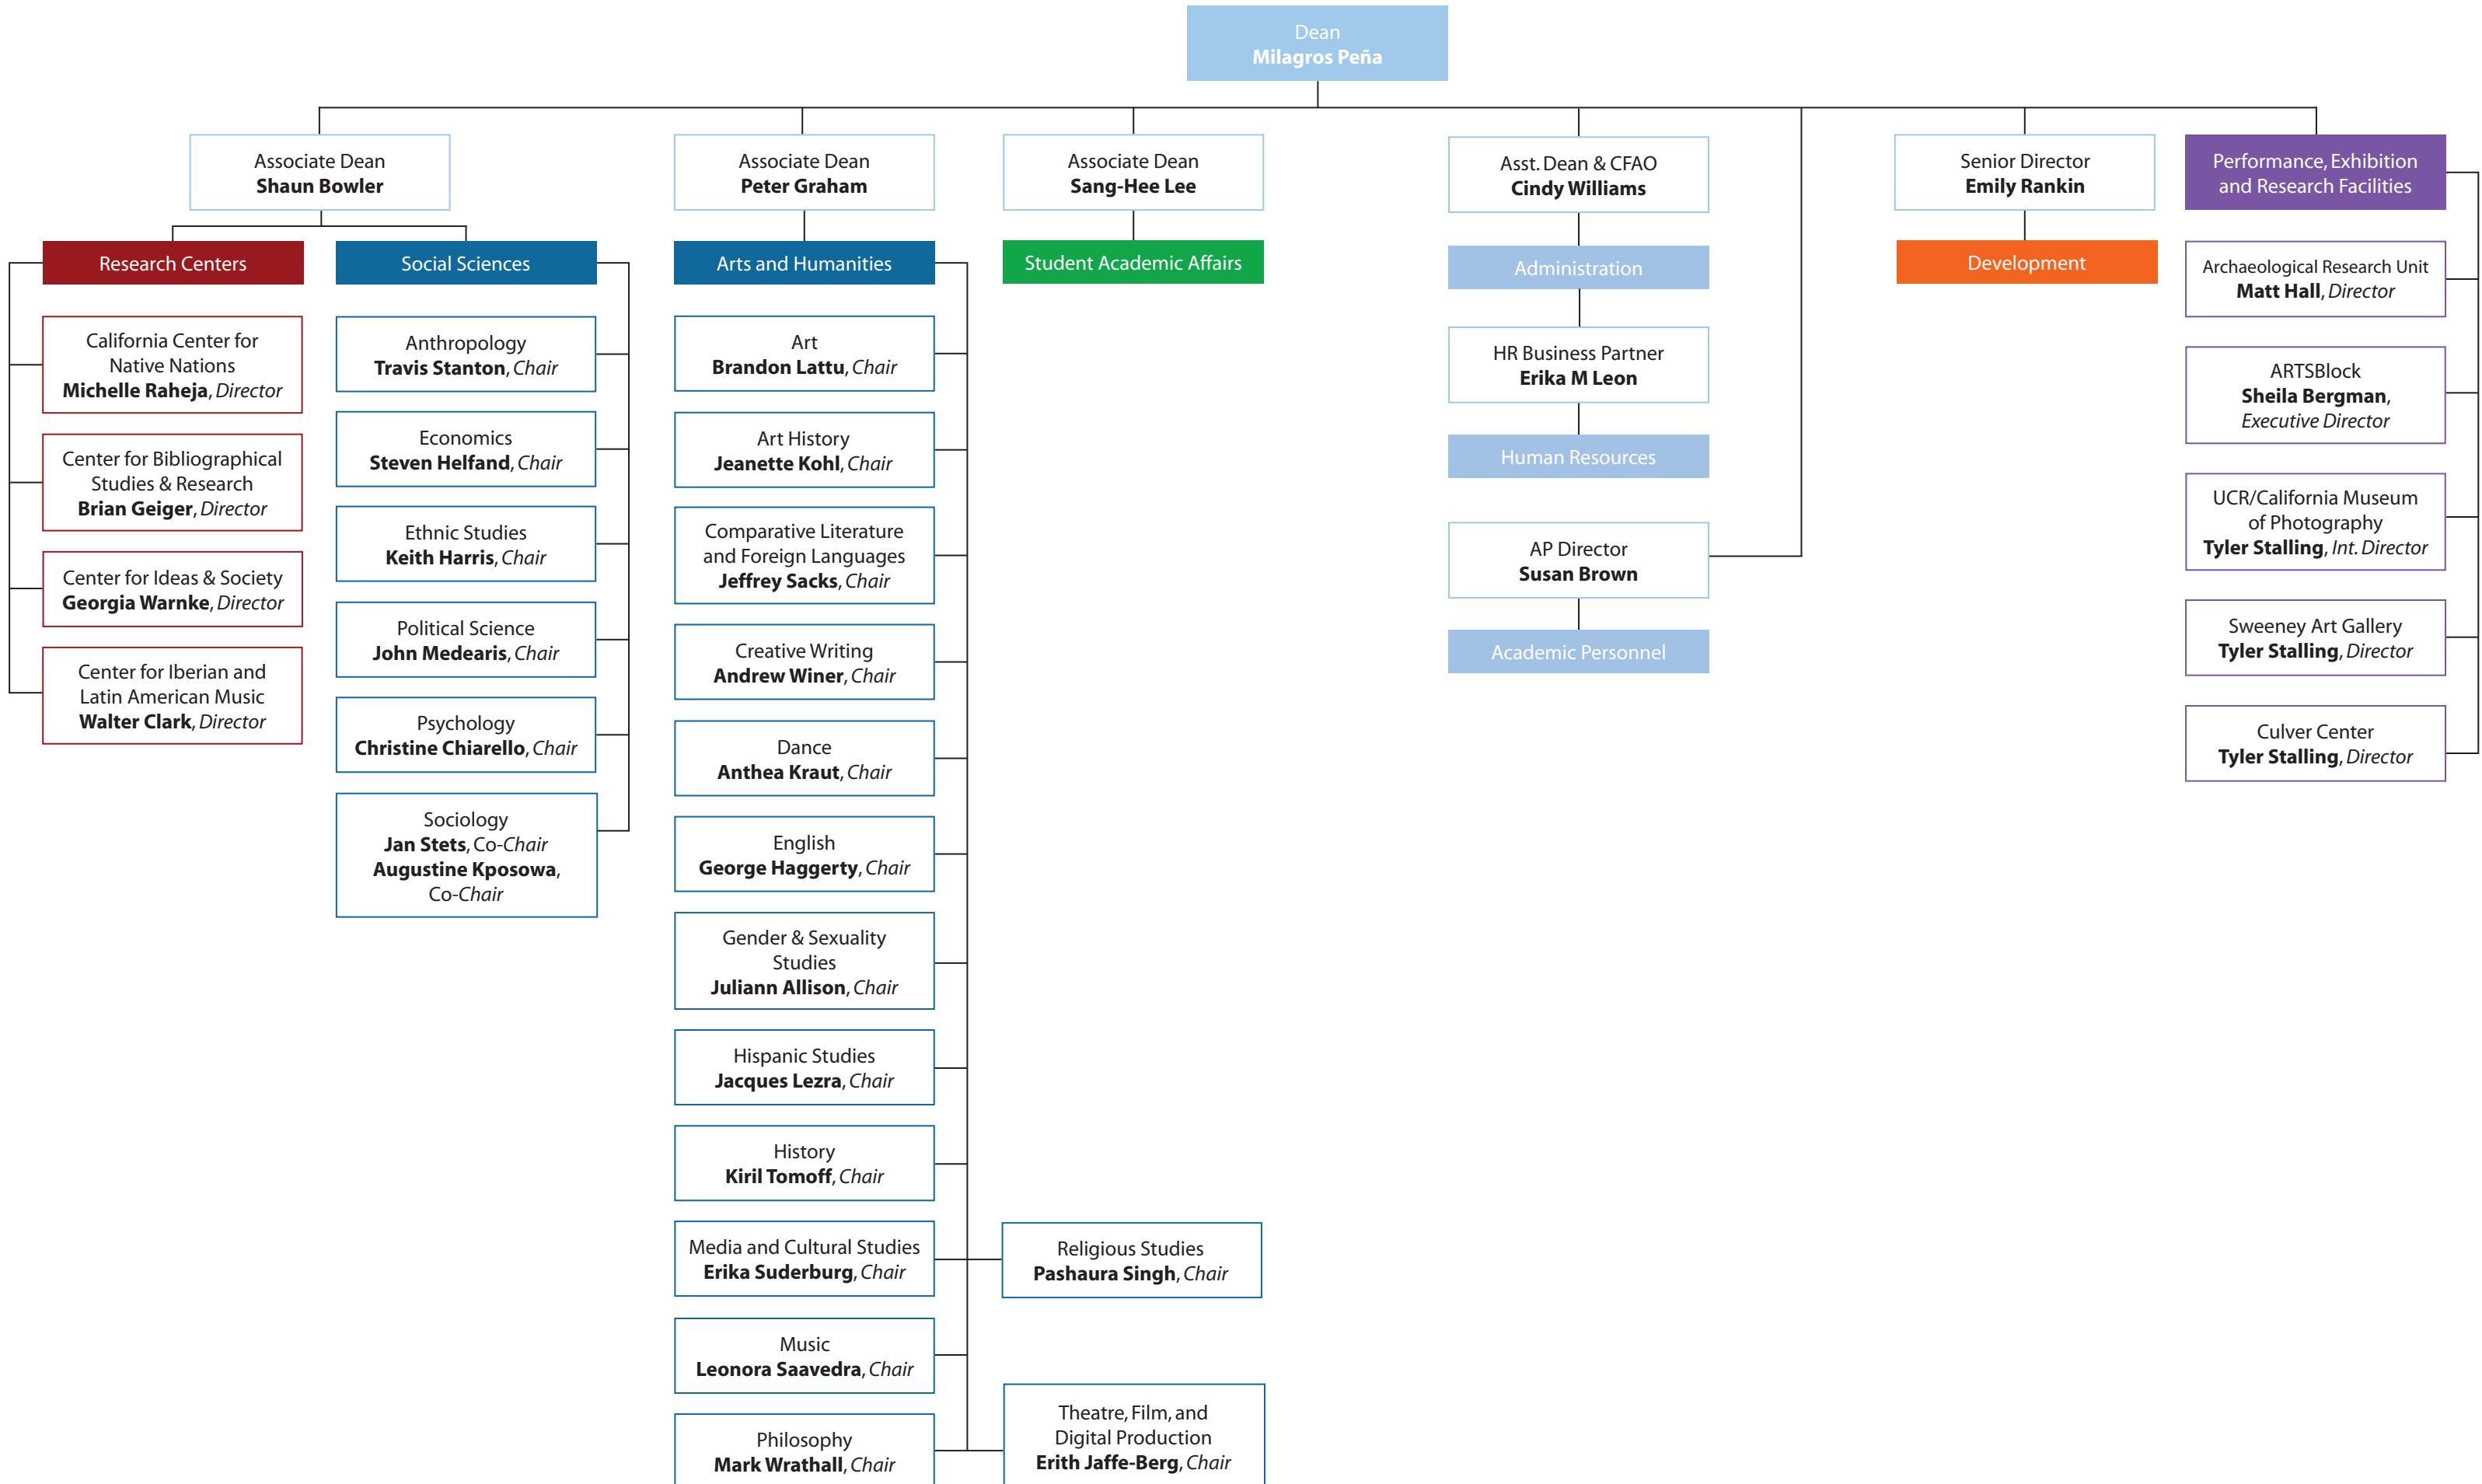 Dean
Milagros Peña
Associate Dean
Shaun Bowler
Associate Dean
Peter Graham
Associate Dean
Sang-Hee Lee
Asst. Dean & CFAO
Cindy Williams
Senior Director
Emily Rankin
Performance, Exhibition
and Research Facilities
Research Centers
California Center for
Native Nations
Michelle Raheja, Director
Center for Bibliographical
Studies & Research
Brian Geiger, Director
Center for Ideas & Society
Georgia Warnke, Director
Center for Iberian and
Latin American Music
Walter Clark, Director
Social Sciences
Anthropology
Travis Stanton, Chair
Economics
Steven Helfand, Chair
Ethnic Studies
Keith Harris, Chair
Political Science
John Medearis, Chair
Psychology
Christine Chiarello, Chair
Sociology
Jan Stets, Co-Chair
Augustine Kposowa,
Co-Chair
Arts and Humanities
Art
Brandon Lattu, Chair
Art History
Jeanette Kohl, Chair
Comparative Literature
and Foreign Languages
Jeffrey Sacks, Chair
Creative Writing
Andrew Winer, Chair
Dance
Anthea Kraut, Chair
English
George Haggerty, Chair
Gender & Sexuality
Studies
Juliann Allison, Chair
Hispanic Studies
Jacques Lezra, Chair
History
Kiril Tomoff, Chair
Media and Cultural Studies
Erika Suderburg, Chair
Music
Leonora Saavedra, Chair
Philosophy
Mark Wrathall, Chair
Religious Studies
Pashaura Singh, Chair
Theatre, Film, and
Digital Production
Erith Jaffe-Berg, Chair
Student Academic Affairs
Administration
HR Business Partner
Erika M Leon
Human Resources
AP Director
Susan Brown
Academic Personnel
Development
Archaeological Research Unit
Matt Hall, Director
ARTSBlock
Sheila Bergman,
Executive Director
UCR/California Museum
of Photography
Tyler Stalling, Int. Director
Sweeney Art Gallery
Tyler Stalling, Director
Culver Center
Tyler Stalling, Director